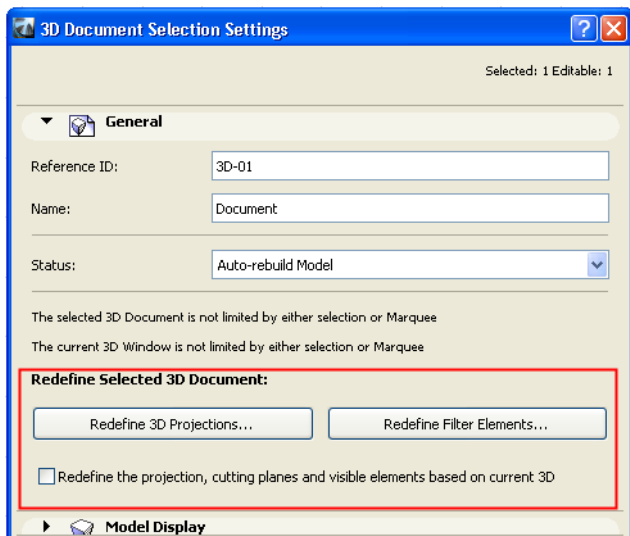 3D Document Selection Settings
Selected: 1 Editable: 1
General
Reference ID: 3D-01
Name: Document
Status: Auto-rebuild Model
The selected 3D Document is not limited by either selection or Marquee
The current 3D Window is not limited by either selection or Marquee
Redefine Selected 3D Document:
Redefine 3D Projections... Redefine Filter Elements...
Redefine the projection, cutting planes and visible elements based on current 3D
Model Display